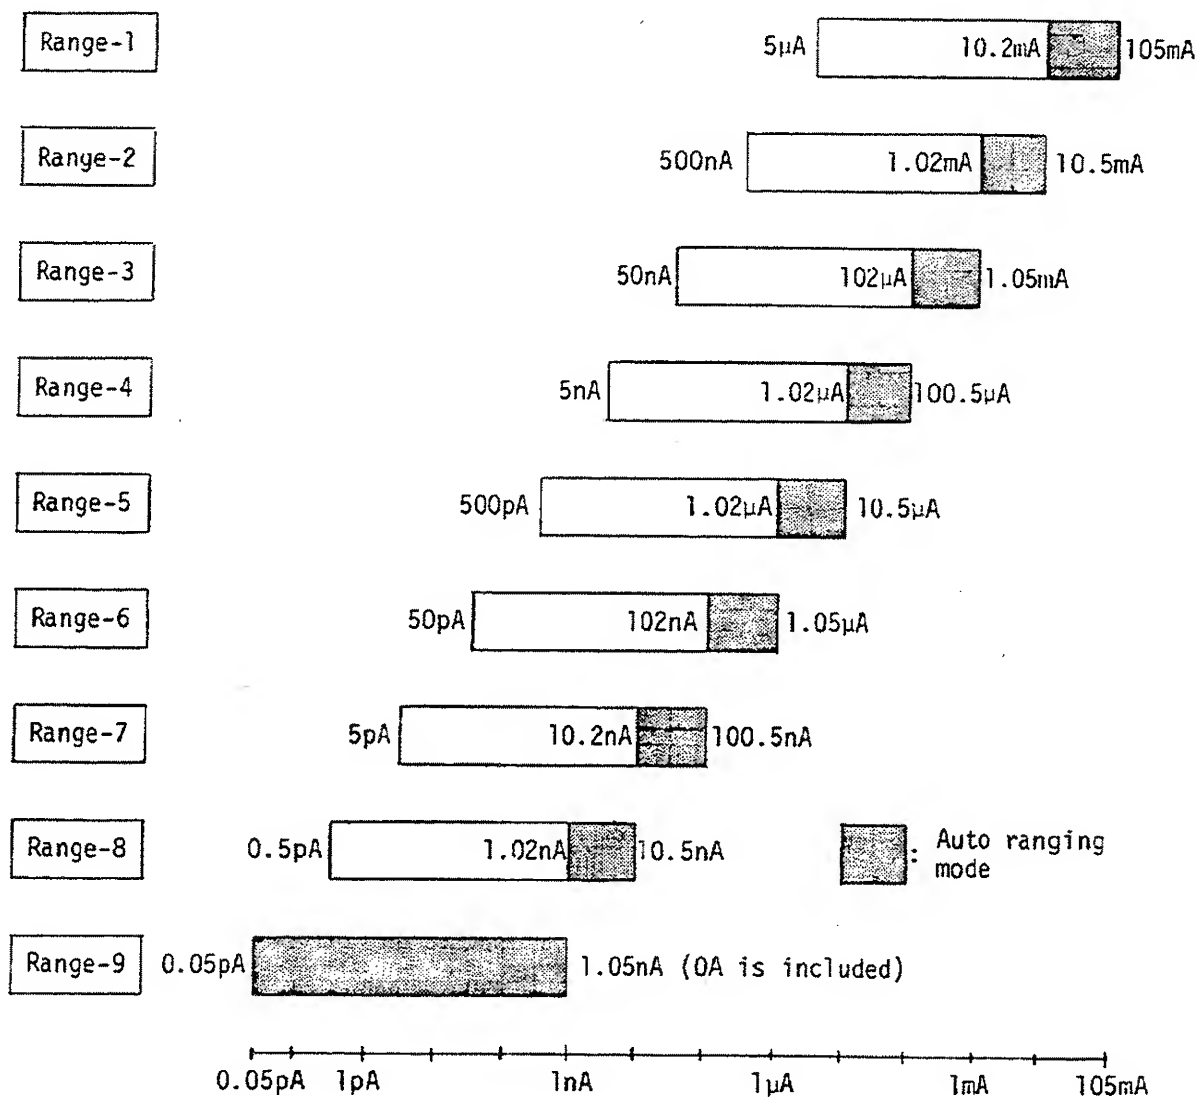 Range-1 5μA 10.2mA 105mA
Range-2 500nA 1.02mA 10.5mA
Range-3 50nA 102μA 1.05mA
Range-4 5nA 1.02μA 100.5μA
Range-5 500pA 1.02μA 10.5μA
Range-6 50pA 102nA 1.05μA
Range-7 5pA 10.2nA 100.5nA
Range-8 0.5pA 1.02nA 10.5nA
: Auto ranging
mode
Range-9 0.05pA 1.05nA (0A is included)
0.05pA 1pA 1nA 1μA 1mA 105mA